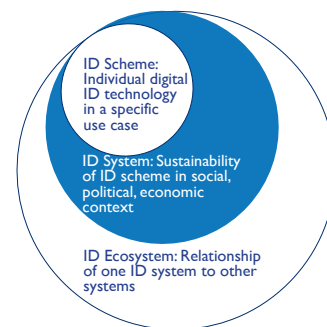 ID Scheme:
Individual digital
ID technology
in a specific
use case
ID System: Sustainability
of ID scheme in social,
political, economic
context
ID Ecosystem: Relationship
of one ID system to other
systems